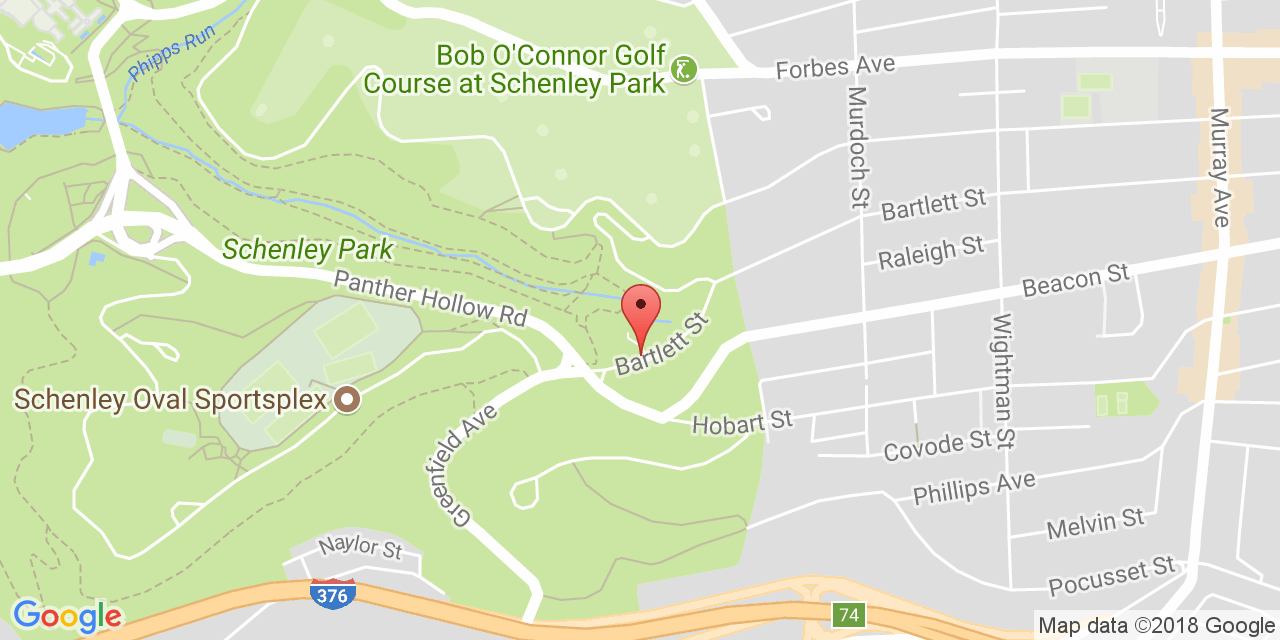 Phipps Run
Bob O'Connor Golf
Course at Schenley Park
Forbes Ave
Murdoch St
Murray Ave
Bartlett St
Schenley Park
Raleigh St
Panther Hollow Rd
Beacon St
Bartlett St
Wightman St
Schenley Oval Sportsplex
Hobart St
Greenfield Ave
Covode St
Phillips Ave
Melvin St
Naylor St
Pocusset St
376
74
Google
Map data ©2018 Google